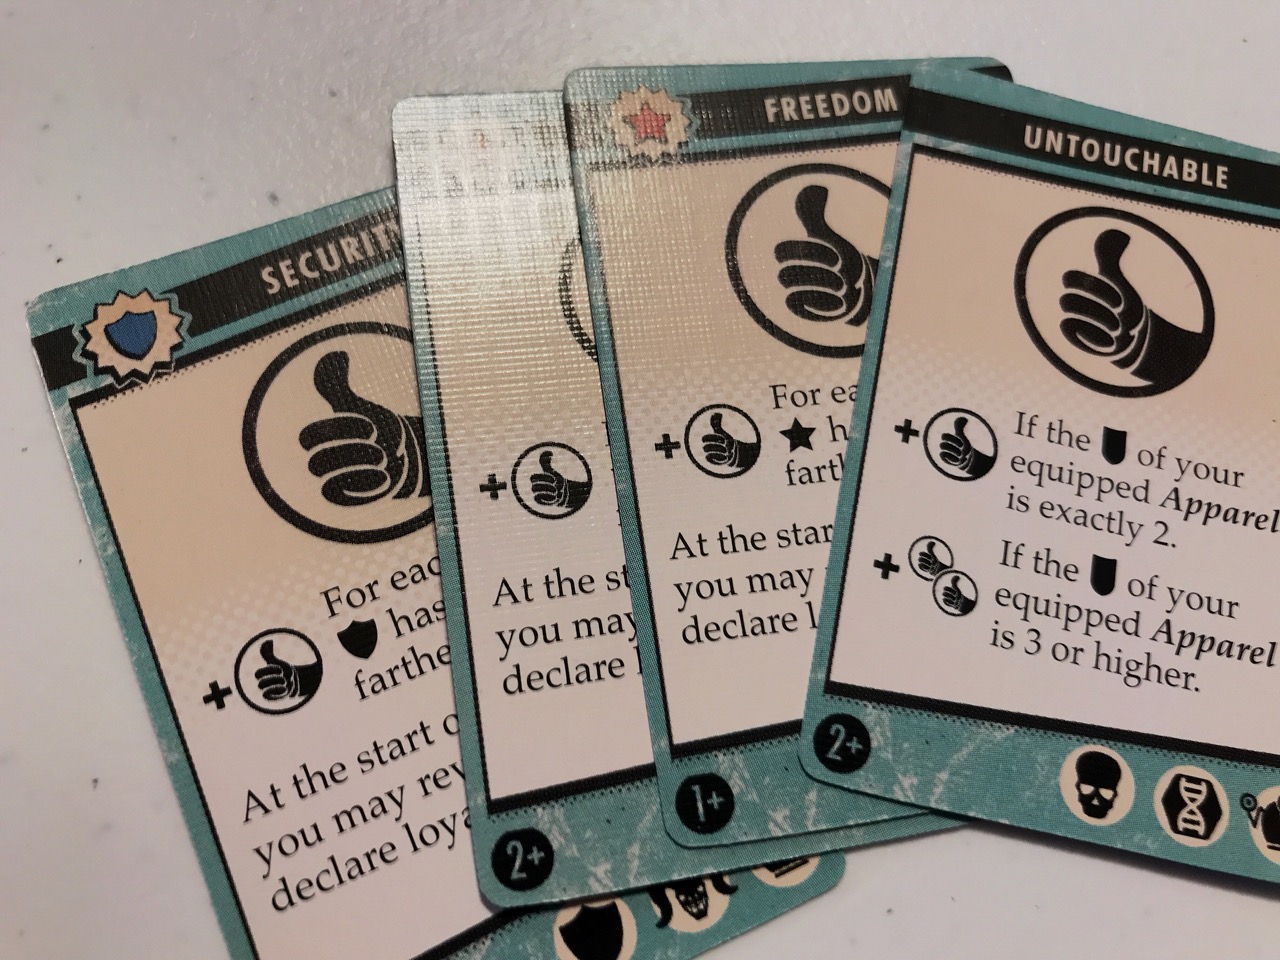 SECURITY
+ For eac
has
farthe
At the start o
you may rev
declare loya
+
At the st
you may
declare l
2+
FREEDOM
+ For ea
h
fart
At the star
you may
declare l
1+
UNTOUCHABLE
+ If the of your
equipped Apparel
is exactly 2.
+ If the of your
equipped Apparel
is 3 or higher.
2+